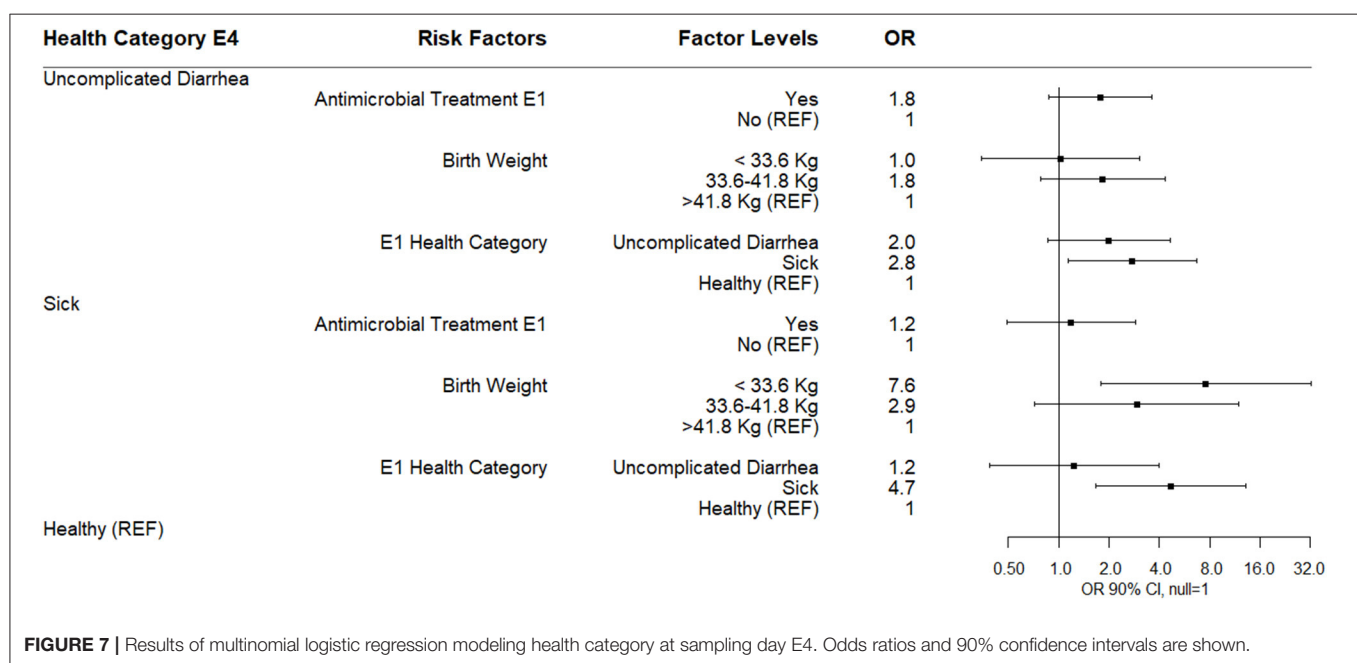 Health Category E4 Risk Factors Factor Levels OR
Uncomplicated Diarrhea
Antimicrobial Treatment E1 Yes 1.8
No (REF) 1
Birth Weight < 33.6 Kg 1.0
33.6-41.8 Kg 1.8
>41.8 Kg (REF) 1
E1 Health Category Uncomplicated Diarrhea 2.0
Sick 2.8
Healthy (REF) 1
Sick
Antimicrobial Treatment E1 Yes 1.2
No (REF) 1
Birth Weight < 33.6 Kg 7.6
33.6-41.8 Kg 2.9
>41.8 Kg (REF) 1
E1 Health Category Uncomplicated Diarrhea 1.2
Sick 4.7
Healthy (REF) 1
Healthy (REF)
0.50 1.0 2.0 4.0 8.0 16.0 32.0
OR 90% CI, null=1
FIGURE 7 | Results of multinomial logistic regression modeling health category at sampling day E4. Odds ratios and 90% confidence intervals are shown.